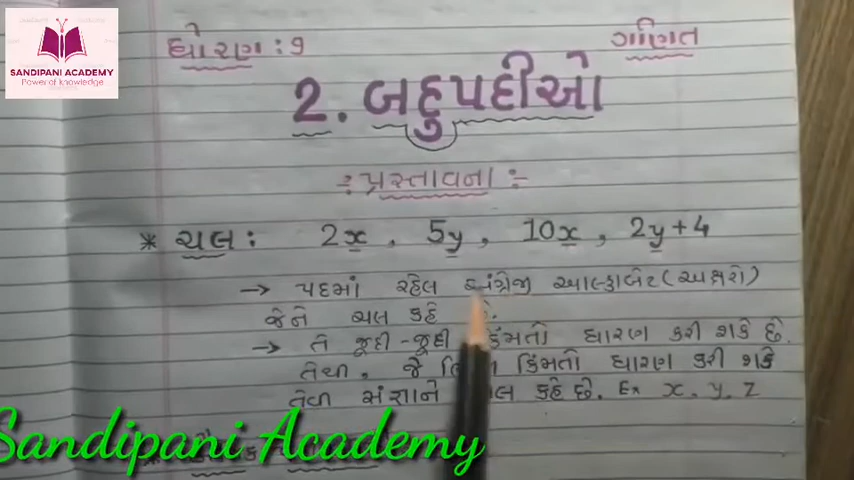 SANDIPANI ACADEMY
Power of knowledge
ધોરણ : 9
ગણિત
2. બહુપદીઓ
÷ પ્રસ્તાવના ÷
* ચલ : 2x , 5y , 10x , 2y+4
→ પદમાં રહેલ અંગ્રેજી આલ્ફાબેટ (અક્ષરો)
જેને ચલ કહે
→ તે જૂદી-જૂદી કિંમતો ધારણ કરી શકે છે.
તેથી , જે કિંમતો ધારણ કરી શકે
તેવી સંજ્ઞાને ચલ કહે છે. Ex x, y, z
Sandipani Academy